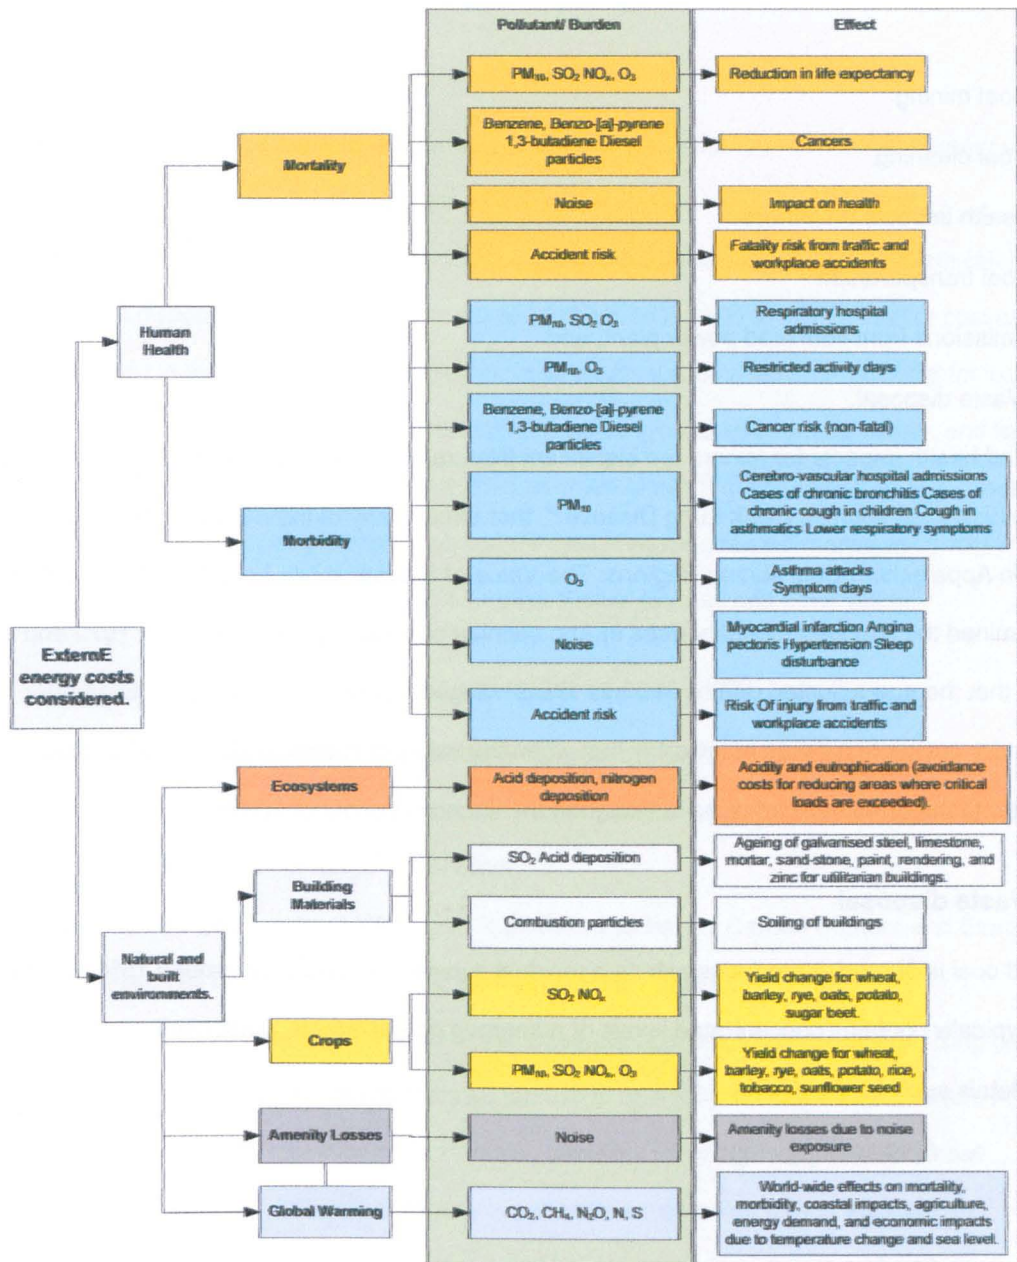 Pollutant/ Burden
Effect
PM₁₀, SO₂ NOₓ, O₃
Reduction in life expectancy
Benzene, Benzo-[a]-pyrene
1,3-butadiene Diesel
particles
Cancers
Mortality
Noise
Impact on health
Accident risk
Fatality risk from traffic and
workplace accidents
Human
Health
PM₁₀, SO₂ O₃
Respiratory hospital
admissions
PM₁₀, O₃
Restricted activity days
Benzene, Benzo-[a]-pyrene
1,3-butadiene Diesel
particles
Cancer risk (non-fatal)
Morbidity
PM₁₀
Cerebro-vascular hospital admissions
Cases of chronic bronchitis Cases of
chronic cough in children Cough in
asthmatics Lower respiratory symptoms
O₃
Asthma attacks
Symptom days
Noise
Myocardial infarction Angina
pectoris Hypertension Sleep
disturbance
ExternE
energy costs
considered.
Accident risk
Risk Of injury from traffic and
workplace accidents
Ecosystems
Acid deposition, nitrogen
deposition
Acidity and eutrophication (avoidance
costs for reducing areas where critical
loads are exceeded).
Building
Materials
SO₂ Acid deposition
Ageing of galvanised steel, limestone,
mortar, sand-stone, paint, rendering, and
zinc for utilitarian buildings.
Combustion particles
Soiling of buildings
Natural and
built
environments.
Crops
SO₂ NOₓ
Yield change for wheat,
barley, rye, oats, potato,
sugar beet.
PM₁₀, SO₂ NOₓ, O₃
Yield change for wheat,
barley, rye, oats, potato, rice,
tobacco, sunflower seed
Amenity Losses
Noise
Amenity losses due to noise
exposure
Global Warming
CO₂, CH₄, N₂O, N, S
World-wide effects on mortality,
morbidity, coastal impacts, agriculture,
energy demand, and economic impacts
due to temperature change and sea level.